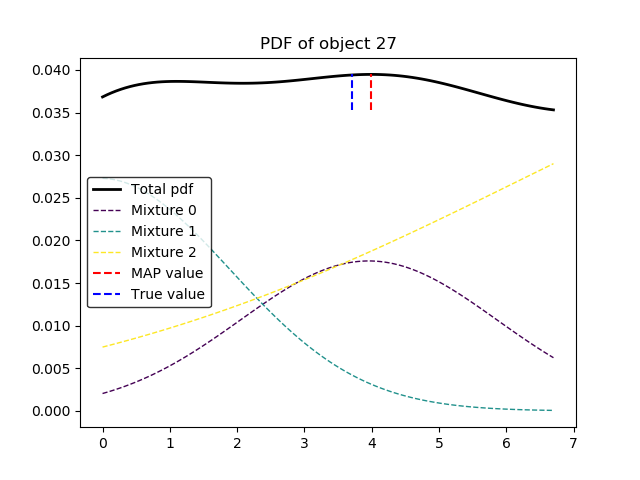 PDF of object 27
0.040
0.035
0.030
0.025
0.020
0.015
0.010
0.005
0.000
Total pdf
Mixture 0
Mixture 1
Mixture 2
MAP value
True value
0 1 2 3 4 5 6 7